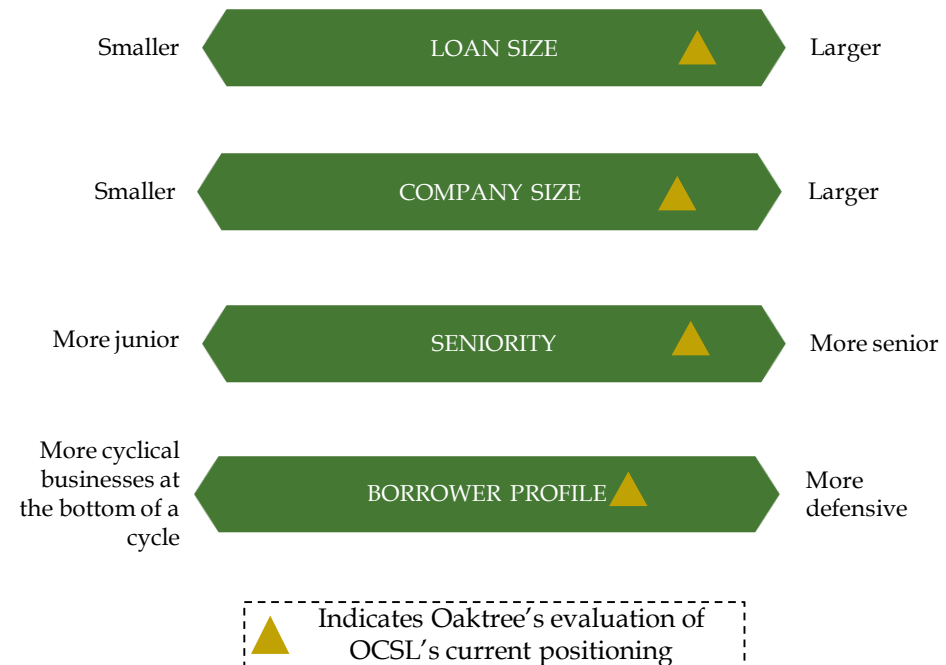 Smaller
LOAN SIZE
Larger
Smaller
COMPANY SIZE
Larger
More junior
SENIORITY
More senior
More cyclical
businesses at
the bottom of a
cycle
BORROWER PROFILE
More
defensive
Indicates Oaktree’s evaluation of
OCSL’s current positioning